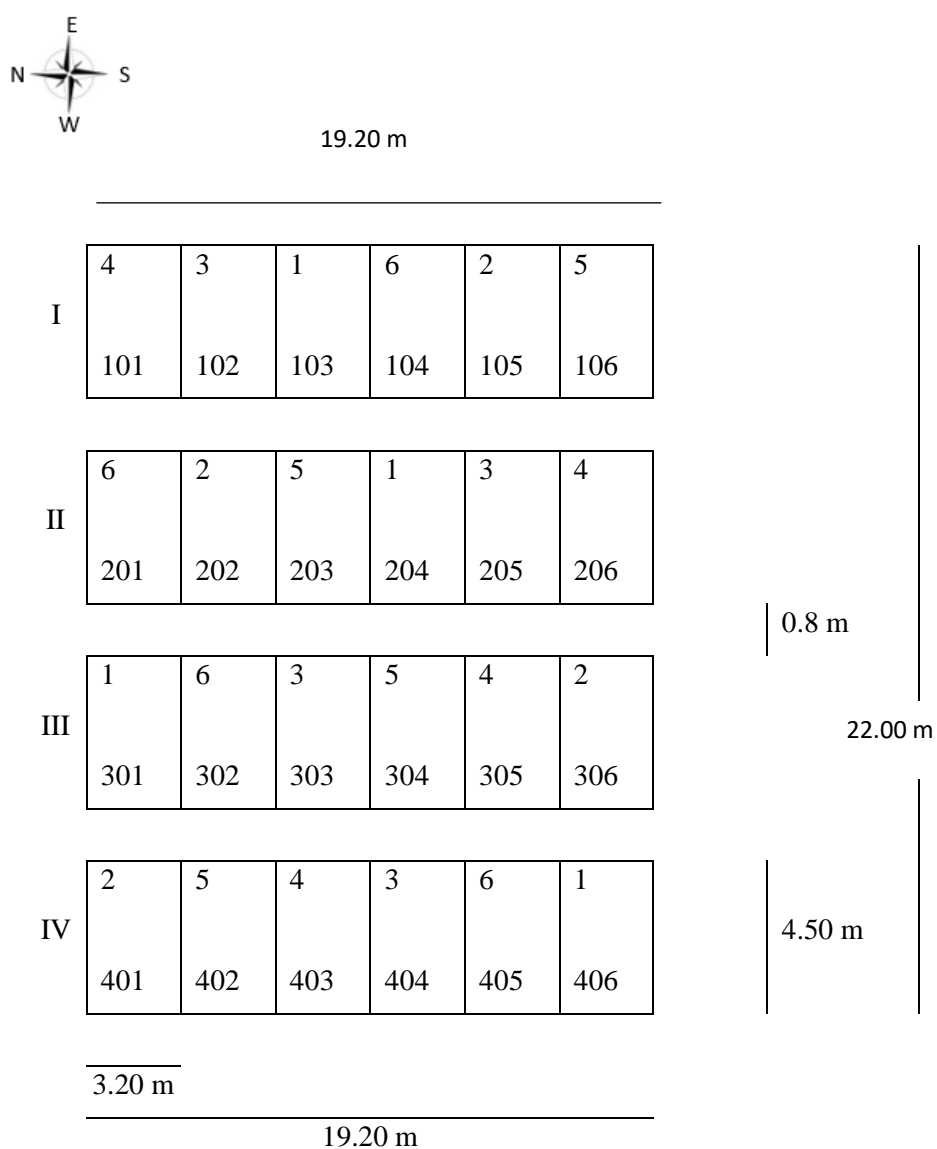 E
N S
W
19.20 m
4 3 1 6 2 5
I
101 102 103 104 105 106
6 2 5 1 3 4
II
201 202 203 204 205 206
0.8 m
1 6 3 5 4 2
III
22.00 m
301 302 303 304 305 306
2 5 4 3 6 1
IV
4.50 m
401 402 403 404 405 406
3.20 m
19.20 m